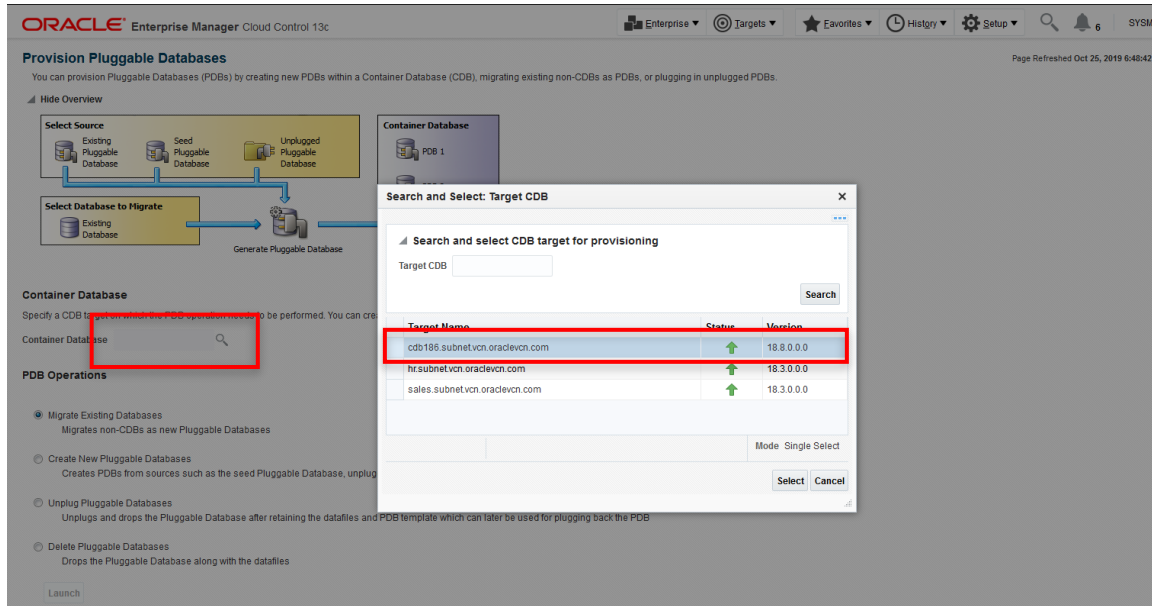 ORACLE Enterprise Manager Cloud Control 13c
Enterprise Targets Favorites History Setup 6 SYSM
Provision Pluggable Databases
Page Refreshed Oct 25, 2019 6:48:42
You can provision Pluggable Databases (PDBs) by creating new PDBs within a Container Database (CDB), migrating existing non-CDBs as PDBs, or plugging in unplugged PDBs.
Hide Overview
Select Source
Existing Pluggable Database
Seed Pluggable Database
Unplugged Pluggable Database
Container Database
PDB 1
Select Database to Migrate
Existing Database
Generate Pluggable Database
Search and Select: Target CDB
Search and select CDB target for provisioning
Target CDB
Search
Target Name Status Version
cdb186.subnet.vcn.oraclevcn.com 18.8.0.0.0
hr.subnet.vcn.oraclevcn.com 18.3.0.0.0
sales.subnet.vcn.oraclevcn.com 18.3.0.0.0
Mode Single Select
Select Cancel
Container Database
Specify a CDB target on which the PDB operation needs to be performed. You can cre
Container Database
PDB Operations
Migrate Existing Databases
Migrates non-CDBs as new Pluggable Databases
Create New Pluggable Databases
Creates PDBs from sources such as the seed Pluggable Database, unplug
Unplug Pluggable Databases
Unplugs and drops the Pluggable Database after retaining the datafiles and PDB template which can later be used for plugging back the PDB
Delete Pluggable Databases
Drops the Pluggable Database along with the datafiles
Launch